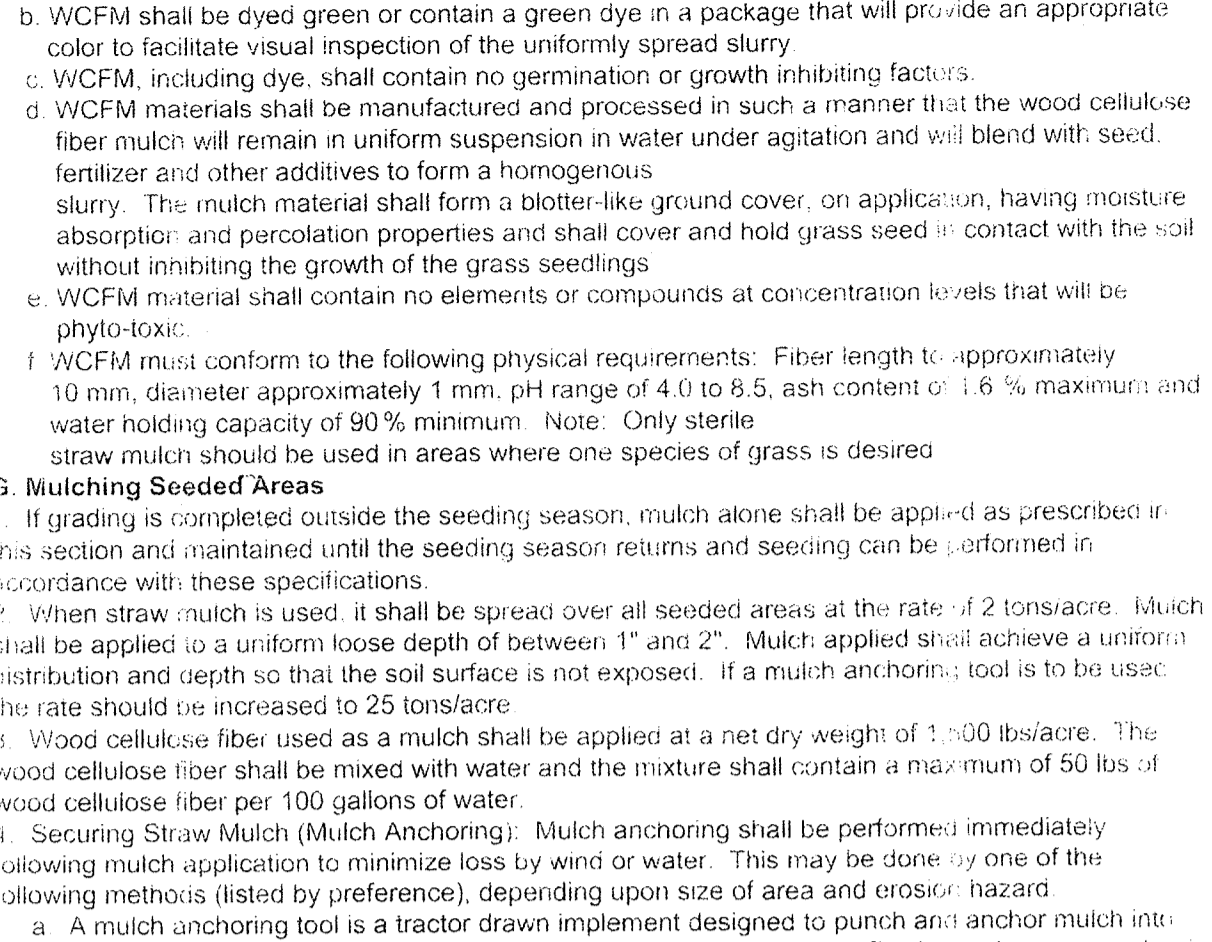 b. WCFM shall be dyed green or contain a green dye in a package that will provide an appropriate
color to facilitate visual inspection of the uniformly spread slurry.
c. WCFM, including dye, shall contain no germination or growth inhibiting factors.
d. WCFM materials shall be manufactured and processed in such a manner that the wood cellulose
fiber mulch will remain in uniform suspension in water under agitation and will blend with seed,
fertilizer and other additives to form a homogenous
slurry. The mulch material shall form a blotter-like ground cover, on application, having moisture
absorption and percolation properties and shall cover and hold grass seed in contact with the soil
without inhibiting the growth of the grass seedlings
e. WCFM material shall contain no elements or compounds at concentration levels that will be
phyto-toxic.
f WCFM must conform to the following physical requirements: Fiber length to approximately
10 mm, diameter approximately 1 mm, pH range of 4.0 to 8.5, ash content of 1.6 % maximum and
water holding capacity of 90 % minimum. Note: Only sterile
straw mulch should be used in areas where one species of grass is desired
G. Mulching Seeded Areas
. If grading is completed outside the seeding season, mulch alone shall be applied as prescribed in
his section and maintained until the seeding season returns and seeding can be performed in
accordance with these specifications.
2. When straw mulch is used, it shall be spread over all seeded areas at the rate of 2 tons/acre. Mulch
shall be applied to a uniform loose depth of between 1" and 2". Mulch applied shall achieve a uniform
distribution and depth so that the soil surface is not exposed. If a mulch anchoring tool is to be used
he rate should be increased to 25 tons/acre
3. Wood cellulose fiber used as a mulch shall be applied at a net dry weight of lbs/acre. The
wood cellulose fiber shall be mixed with water and the mixture shall contain a maximum of 50 lbs of
wood cellulose fiber per 100 gallons of water.
4. Securing Straw Mulch (Mulch Anchoring): Mulch anchoring shall be performed immediately
following mulch application to minimize loss by wind or water. This may be done by one of the
following methods (listed by preference), depending upon size of area and erosion hazard.
a. A mulch anchoring tool is a tractor drawn implement designed to punch and anchor mulch into